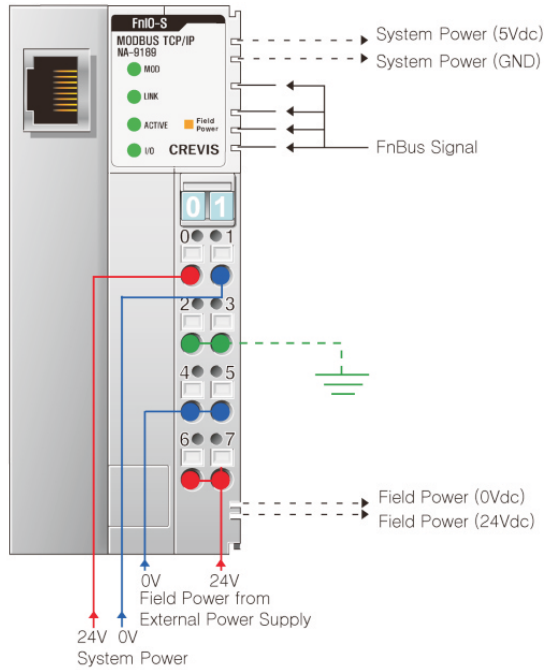 FnIO-S
MODBUS TCP/IP
NA-9189
MOD
LINK
ACTIVE
Field
Power
I/O
CREVIS
System Power (5Vdc)
System Power (GND)
FnBus Signal
0 1
0 1
2 3
4 5
6 7
Field Power (0Vdc)
Field Power (24Vdc)
0V 24V
Field Power from
External Power Supply
24V 0V
System Power